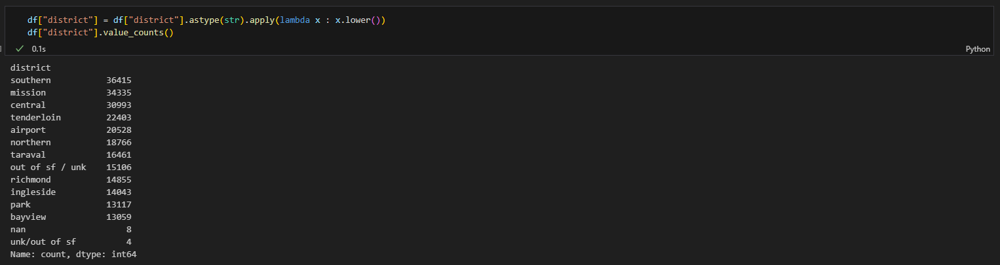 df["district"] = df["district"].astype(str).apply(lambda x : x.lower())
df["district"].value_counts()
0.1s
Python
district
southern 36415
mission 34335
central 30993
tenderloin 22403
airport 20528
northern 18766
taraval 16461
out of sf / unk 15106
richmond 14855
ingleside 14043
park 13117
bayview 13059
nan 8
unk/out of sf 4
Name: count, dtype: int64